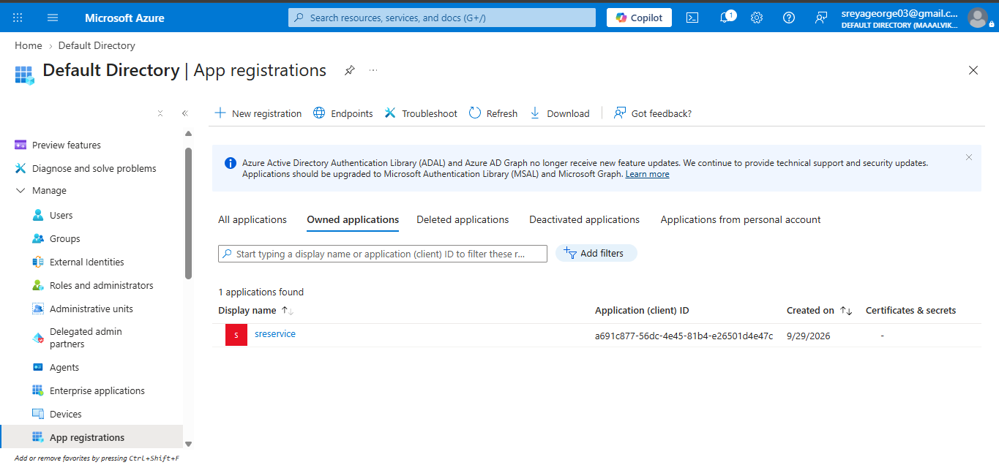 Microsoft Azure
Search resources, services, and docs (G+/)
Copilot
1
sreyageorge03@gmail.c...
DEFAULT DIRECTORY (MAAALVIK...
Home > Default Directory
Default Directory | App registrations
...
New registration
Endpoints
Troubleshoot
Refresh
Download
Got feedback?
Preview features
Diagnose and solve problems
Manage
Users
Groups
External Identities
Roles and administrators
Administrative units
Delegated admin
partners
Agents
Enterprise applications
Devices
App registrations
Add or remove favorites by pressing Ctrl+Shift+F
Azure Active Directory Authentication Library (ADAL) and Azure AD Graph no longer receive new feature updates. We continue to provide technical support and security updates.
Applications should be upgraded to Microsoft Authentication Library (MSAL) and Microsoft Graph. Learn more
All applications
Owned applications
Deleted applications
Deactivated applications
Applications from personal account
Start typing a display name or application (client) ID to filter these r...
Add filters
1 applications found
Display name
Application (client) ID
Created on
Certificates & secrets
S
sreservice
a691c877-56dc-4e45-81b4-e26501d4e47c
9/29/2026
-